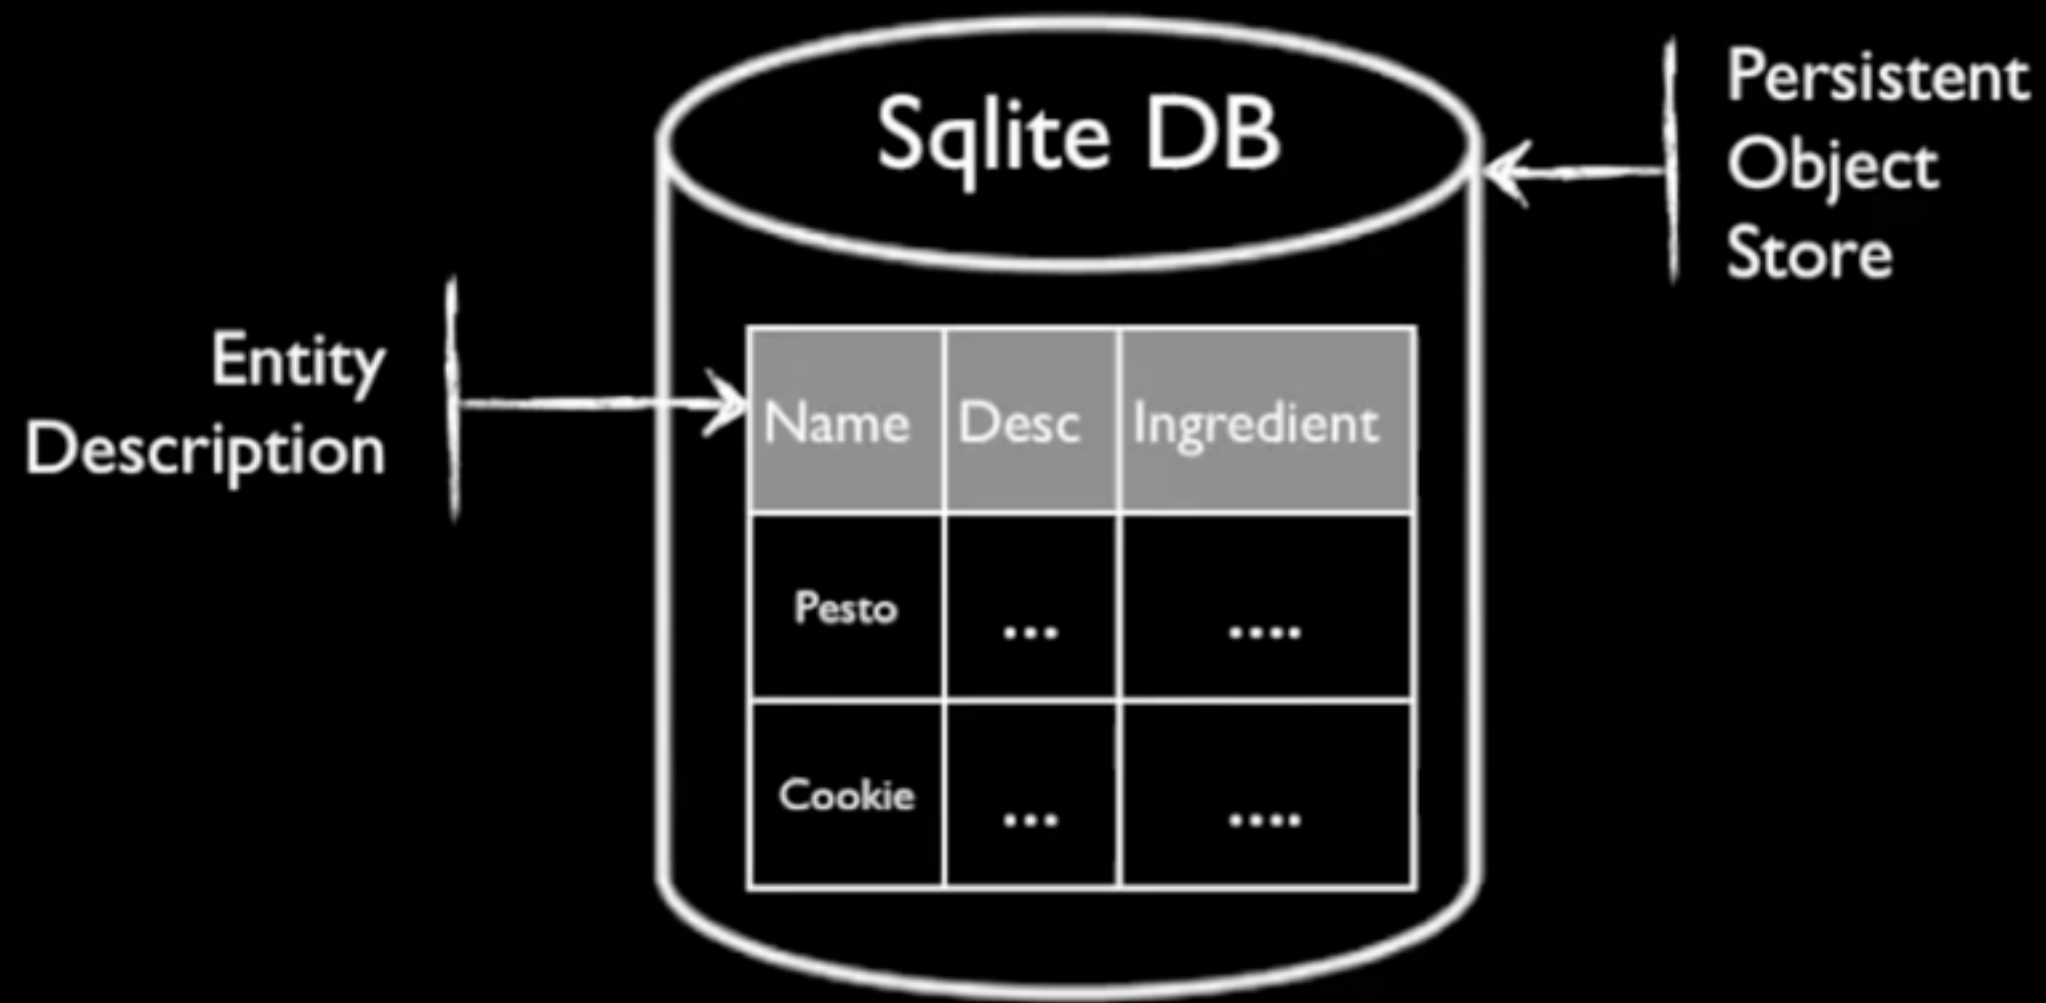 Sqlite DB
Persistent
Object
Store
Entity
Description
Name Desc Ingredient
Pesto ... ....
Cookie ... ....